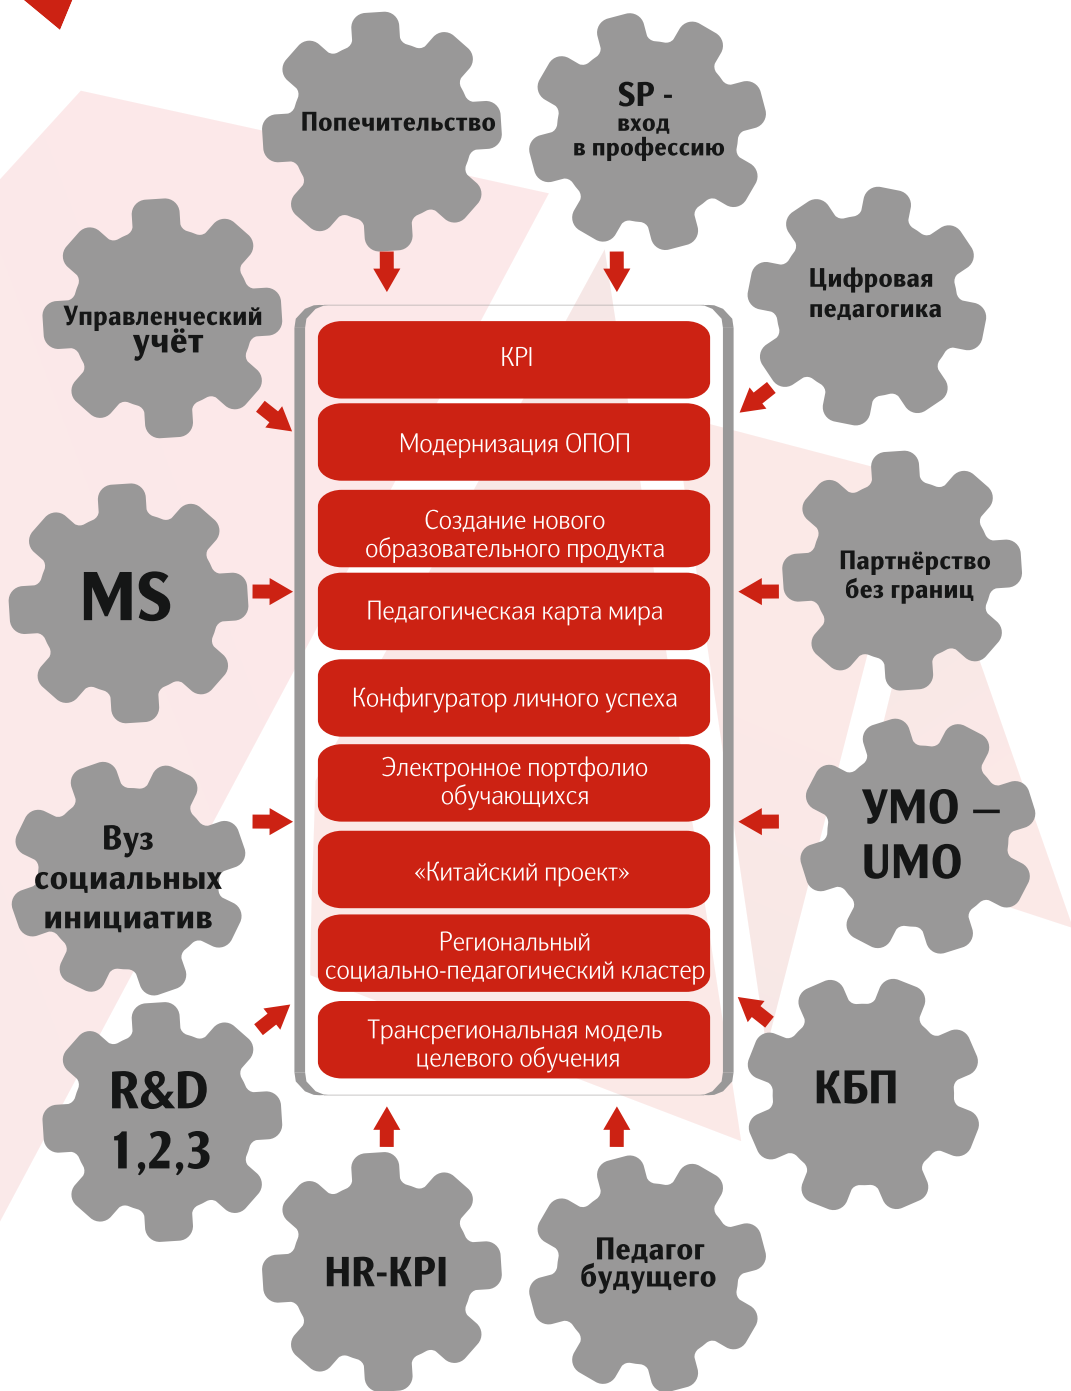 Попечительство
SP -
вход
в профессию
Управленческий
учёт
Цифровая
педагогика
KPI
Модернизация ОПОП
Создание нового
образовательного продукта
Педагогическая карта мира
Конфигуратор личного успеха
Электронное портфолио
обучающихся
«Китайский проект»
Региональный
социально-педагогический кластер
Трансрегиональная модель
целевого обучения
MS
Партнёрство
без границ
Вуз
социальных
инициатив
УМО –
UMO
R&D
1,2,3
КБП
HR-KPI
Педагог
будущего